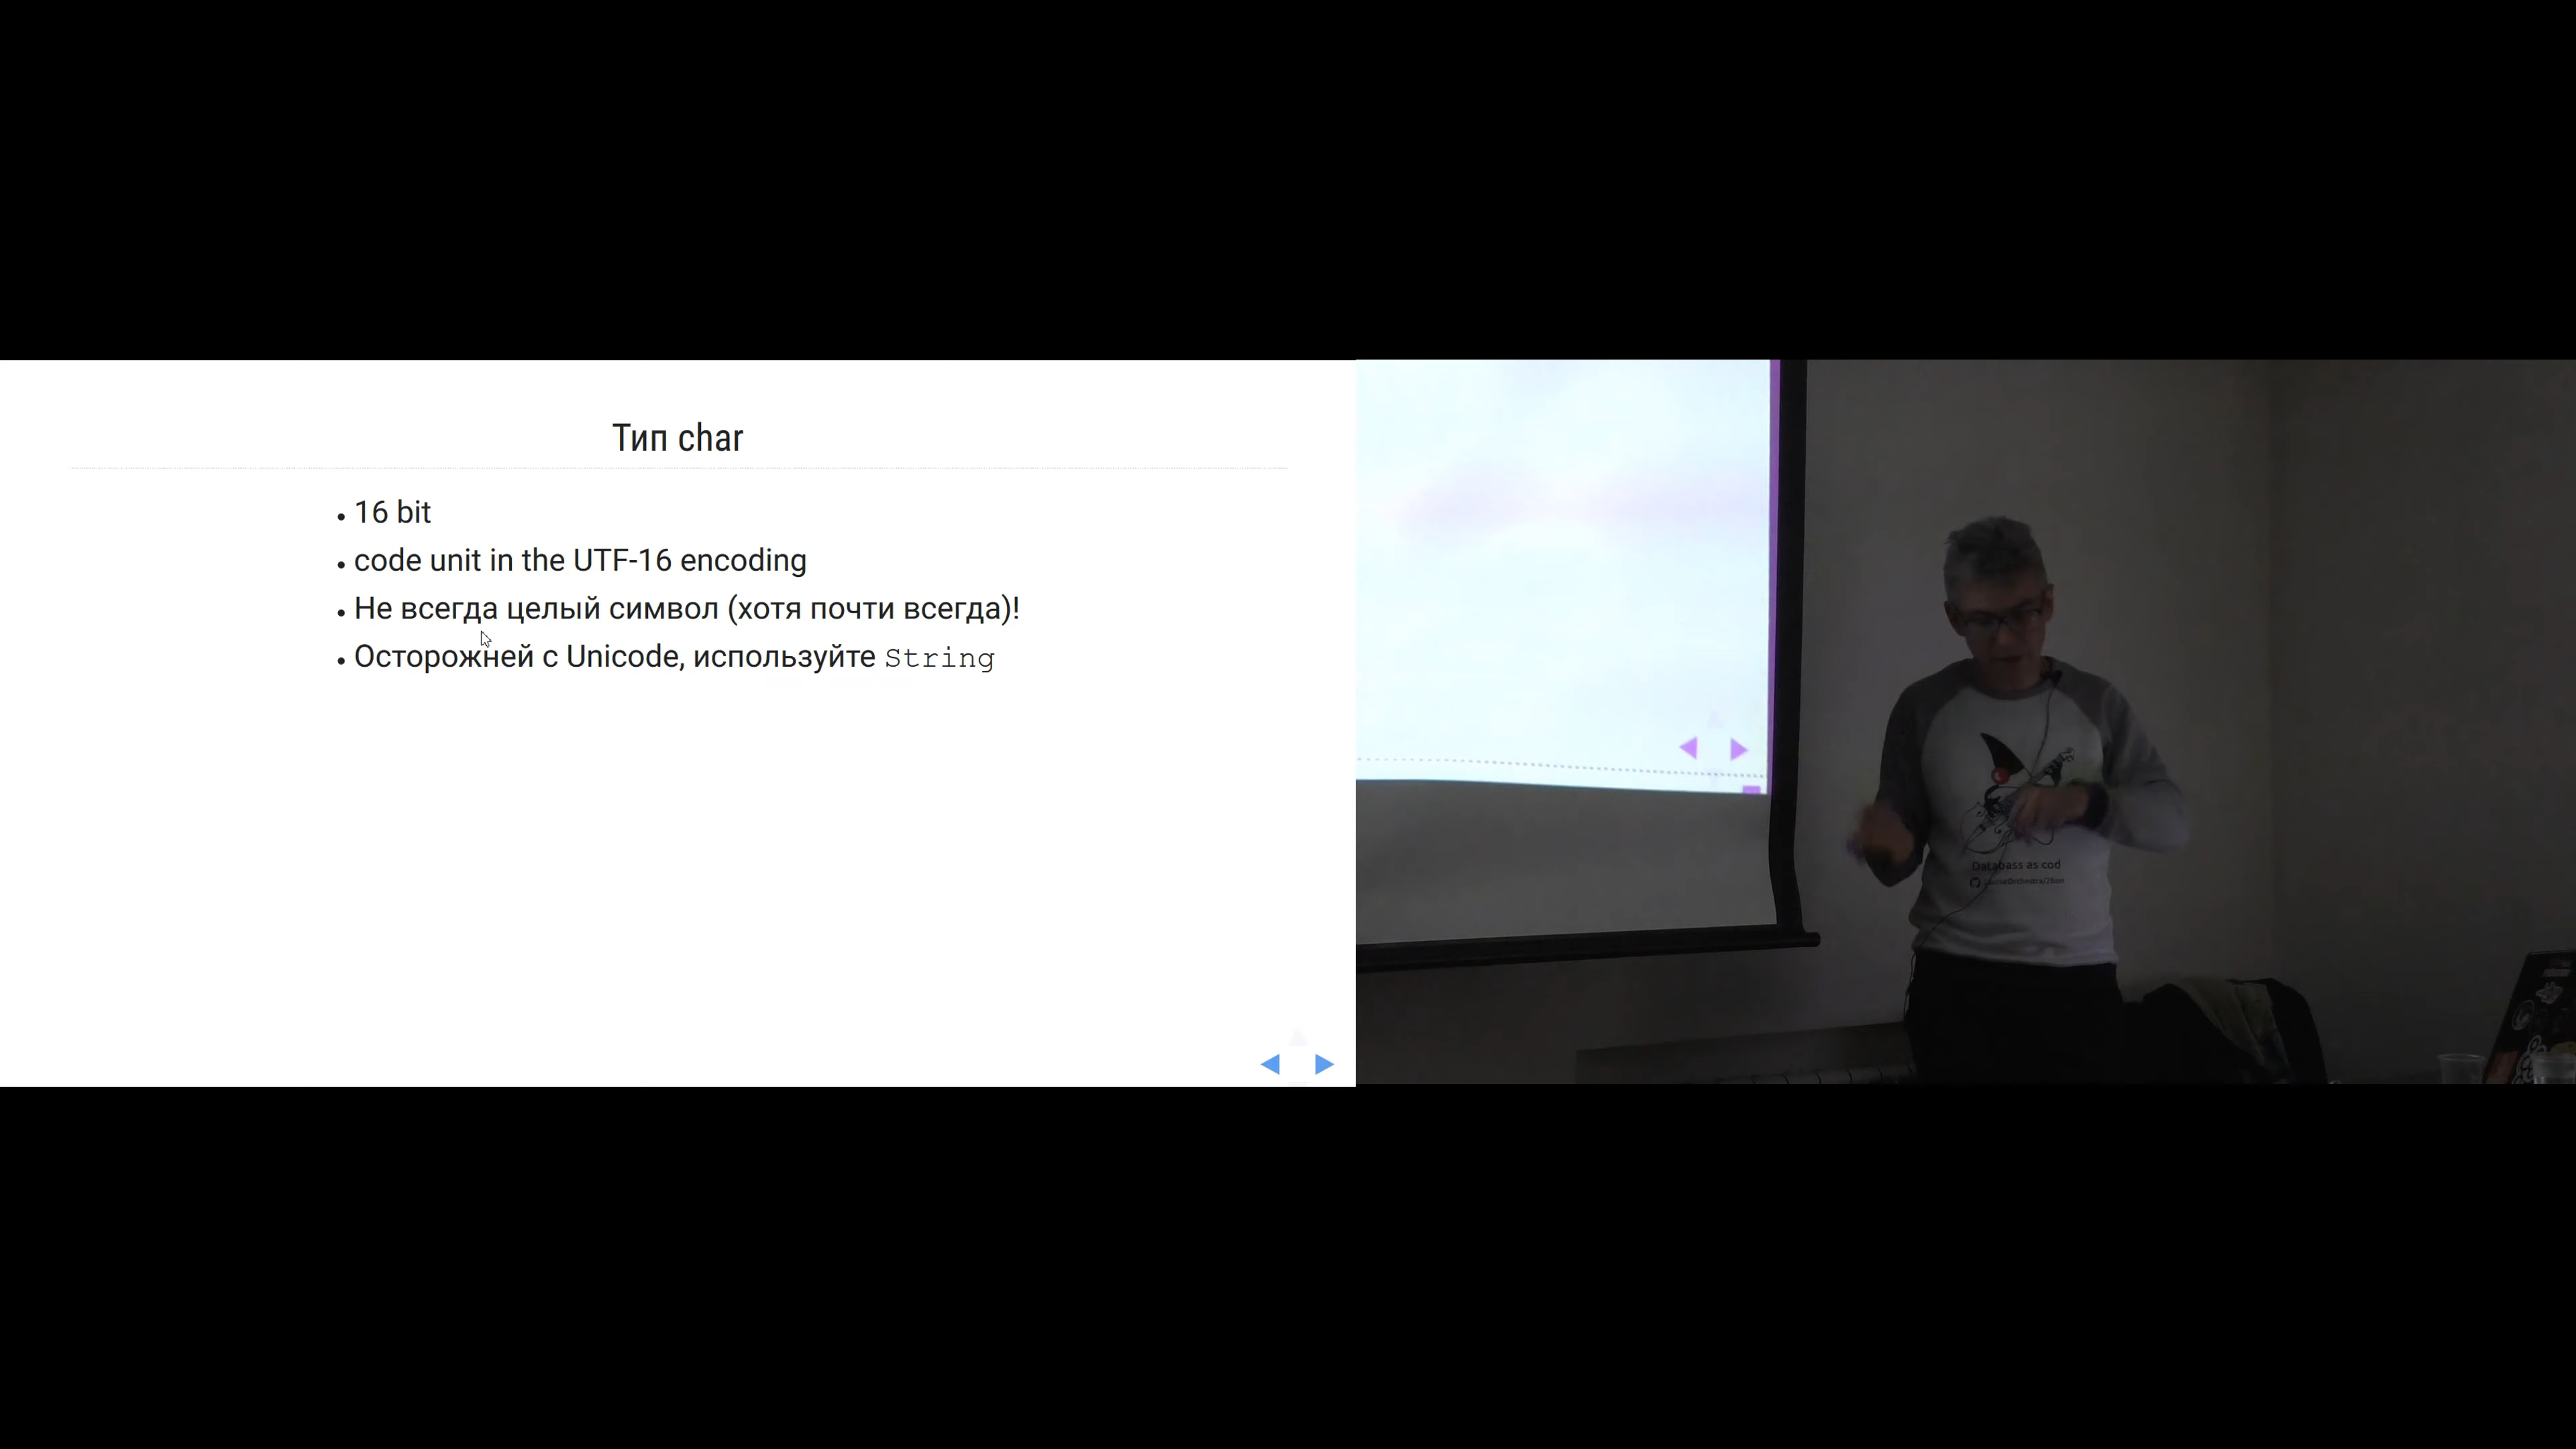 Тип char
• 16 bit
• code unit in the UTF-16 encoding
• Не всегда целый символ (хотя почти всегда)!
• Осторожней с Unicode, используйте String
Databass as cod